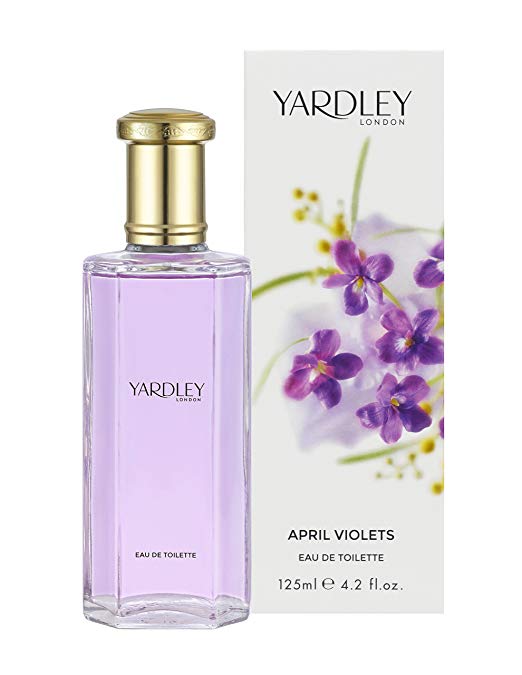 YARDLEY
LONDON
EAU DE TOILETTE
YARDLEY
LONDON
APRIL VIOLETS
EAU DE TOILETTE
125ml ℮ 4.2 fl.oz.